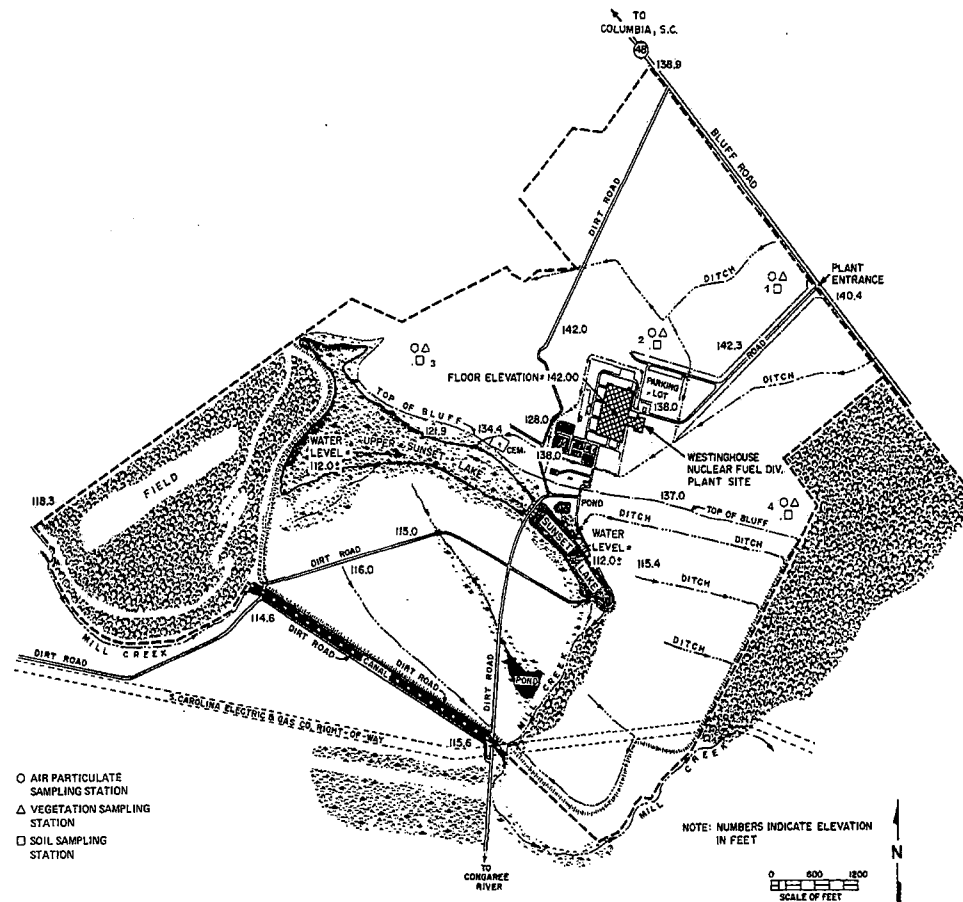 TO
COLUMBIA, S.C.
48
138.9
BLUFF ROAD
DIRT ROAD
DITCH
PLANT
ENTRANCE
140.4
1
142.0
2
142.3
ROAD
3
FLOOR ELEVATION = 142.00
PARKING
LOT
138.0
DITCH
TOP OF BLUFF
128.0
121.9
134.4
CEM.
138.0
WATER
LEVEL =
112.0±
UPPER SUNSET LAKE
WESTINGHOUSE
NUCLEAR FUEL DIV.
PLANT SITE
FIELD
118.3
POND
137.0
TOP OF BLUFF
4
DITCH
DITCH
SUNSET LAKE
WATER
LEVEL =
112.0±
115.4
115.0
DIRT ROAD
116.0
DITCH
DITCH
114.6
MILL CREEK
DIRT ROAD
DIRT ROAD
CANAL
DIRT ROAD
DIRT ROAD
POND
MILL CREEK
S. CAROLINA ELECTRIC & GAS CO. RIGHT-OF-WAY
115.6
MILL CREEK
TO
CONGAREE
RIVER
AIR PARTICULATE
SAMPLING STATION
VEGETATION SAMPLING
STATION
SOIL SAMPLING
STATION
NOTE: NUMBERS INDICATE ELEVATION
IN FEET
N
0 600 1200
SCALE OF FEET